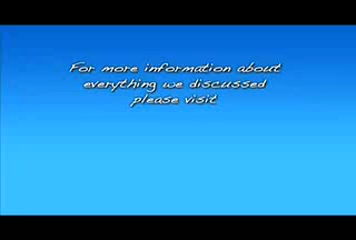 For more information about
everything we discussed
please visit